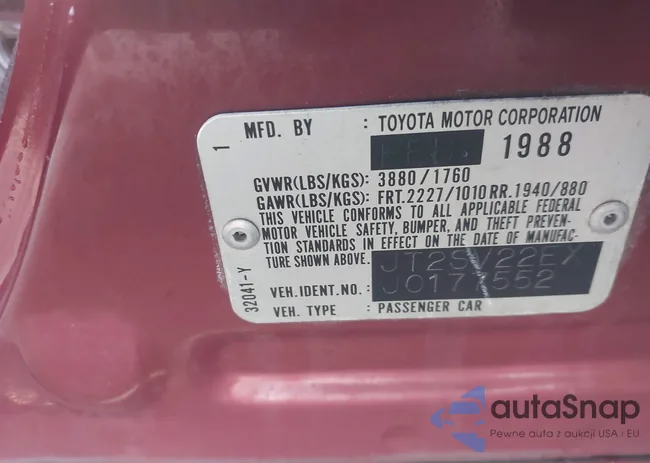 1 MFD. BY : TOYOTA MOTOR CORPORATION
1988
GVWR(LBS/KGS): 3880/1760
GAWR(LBS/KGS): FRT.2227/1010 RR.1940/880
THIS VEHICLE CONFORMS TO ALL APPLICABLE FEDERAL
MOTOR VEHICLE SAFETY, BUMPER, AND THEFT PREVEN-
TION STANDARDS IN EFFECT ON THE DATE OF MANUFAC-
TURE SHOWN ABOVE.
VEH.IDENT.NO. :
VEH. TYPE : PASSENGER CAR
32041-Y
autaSnap
Pewne auta z aukcji USA i EU